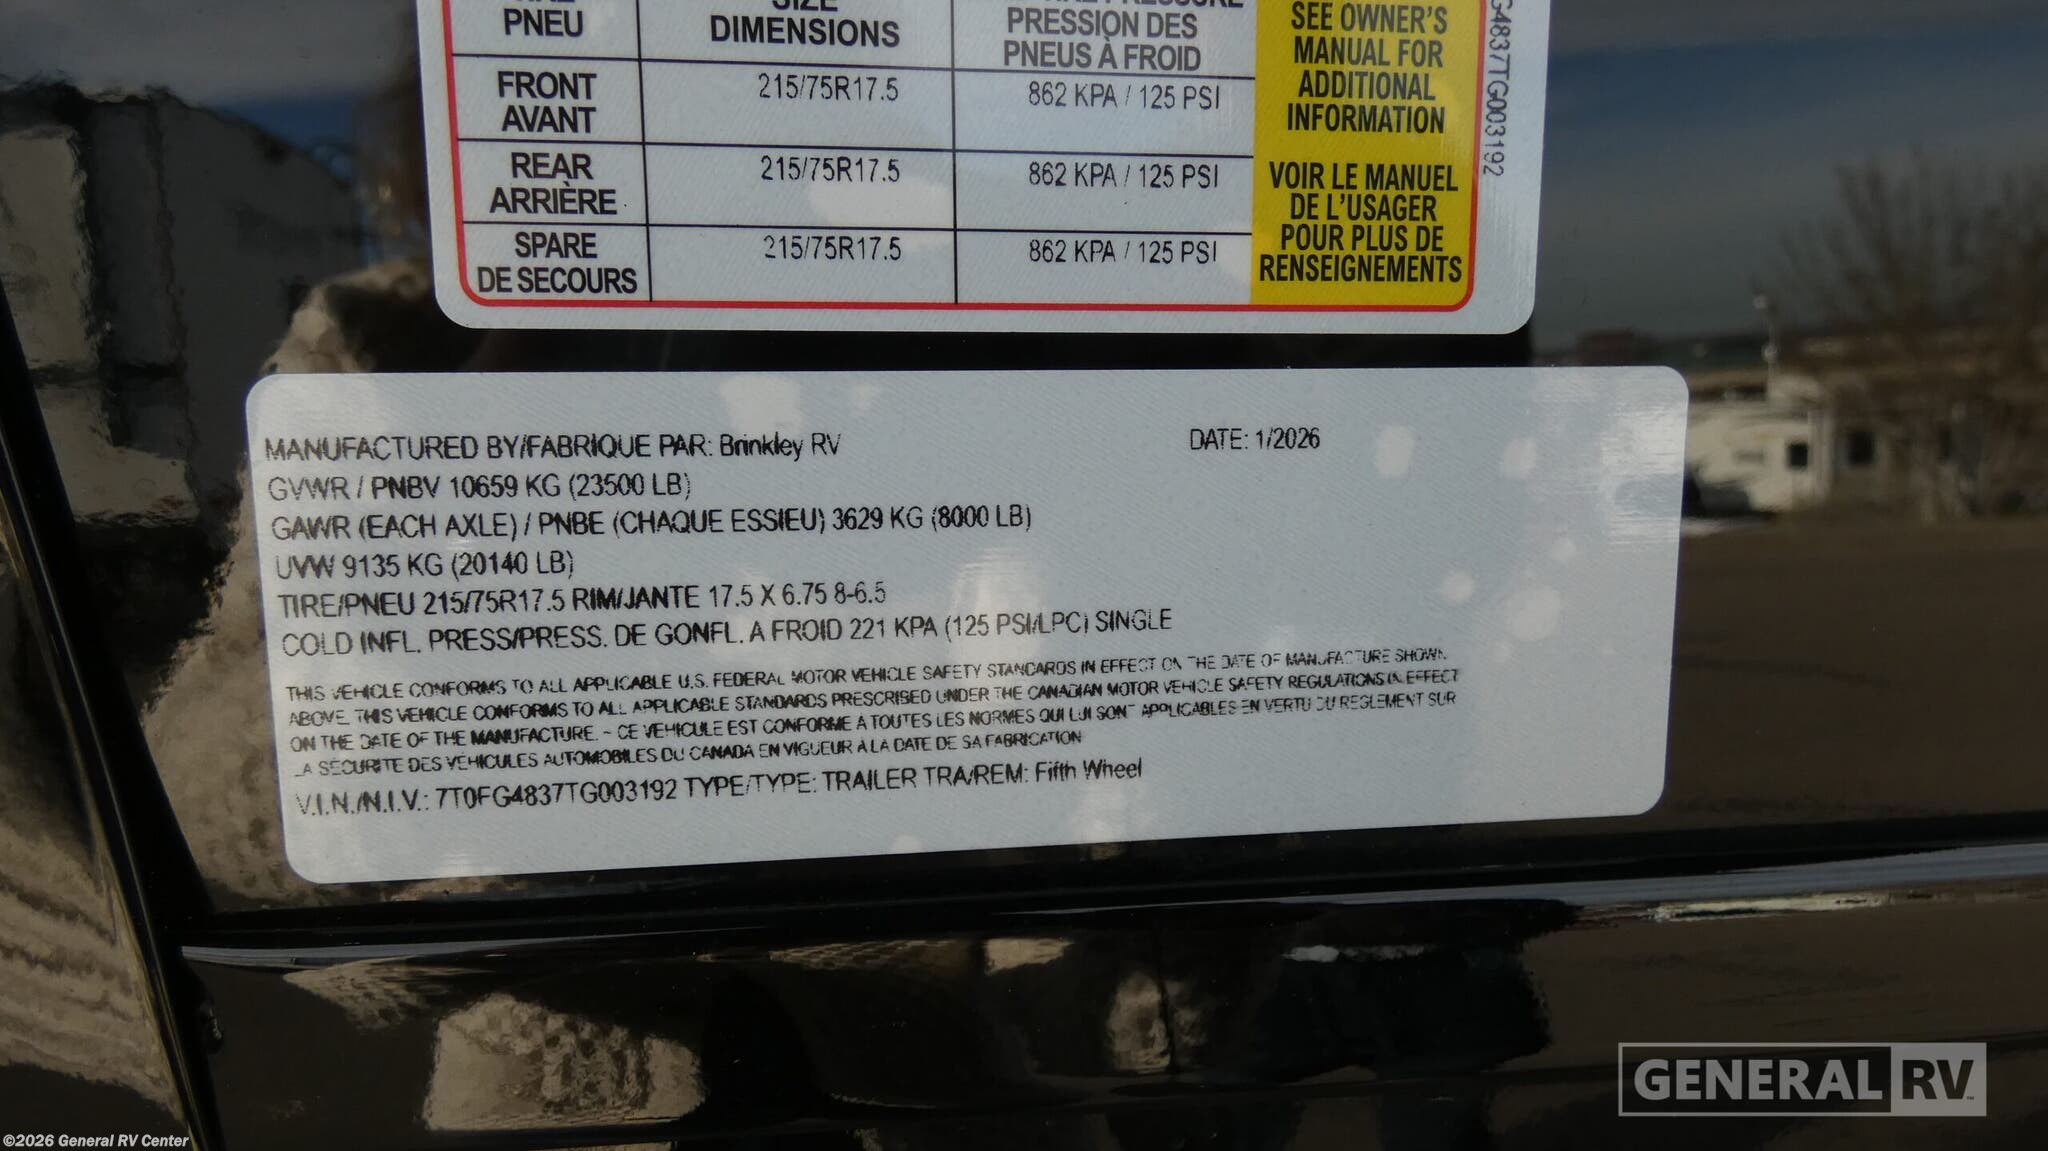 PNEU
SIZE
DIMENSIONS
PRESSION DES
PNEUS À FROID
FRONT
AVANT
215/75R17.5
862 KPA / 125 PSI
REAR
ARRIÈRE
215/75R17.5
862 KPA / 125 PSI
SPARE
DE SECOURS
215/75R17.5
862 KPA / 125 PSI
SEE OWNER'S
MANUAL FOR
ADDITIONAL
INFORMATION
VOIR LE MANUEL
DE L'USAGER
POUR PLUS DE
RENSEIGNEMENTS
G4837TG003192
MANUFACTURED BY/FABRIQUE PAR: Brinkley RV
DATE: 1/2026
GVWR / PNBV 10659 KG (23500 LB)
GAWR (EACH AXLE) / PNBE (CHAQUE ESSIEU) 3629 KG (8000 LB)
UVW 9135 KG (20140 LB)
TIRE/PNEU 215/75R17.5 RIM/JANTE 17.5 X 6.75 8-6.5
COLD INFL. PRESS/PRESS. DE GONFL. A FROID 221 KPA (125 PSI/LPC) SINGLE
THIS VEHICLE CONFORMS TO ALL APPLICABLE U.S. FEDERAL MOTOR VEHICLE SAFETY STANDARDS IN EFFECT ON THE DATE OF MANUFACTURE SHOWN
ABOVE. THIS VEHICLE CONFORMS TO ALL APPLICABLE STANDARDS PRESCRIBED UNDER THE CANADIAN MOTOR VEHICLE SAFETY REGULATIONS IN EFFECT
ON THE DATE OF THE MANUFACTURE. ~ CE VEHICULE EST CONFORME A TOUTES LES NORMES QUI LUI SONT APPLICABLES EN VERTU DU REGLEMENT SUR
LA SECURITE DES VEHICULES AUTOMOBILES DU CANADA EN VIGUEUR À LA DATE DE SA FABRICATION
V.I.N./N.I.V.: 7T0FG4837TG003192 TYPE/TYPE: TRAILER TRA/REM: Fifth Wheel
GENERAL RV
©2026 General RV Center